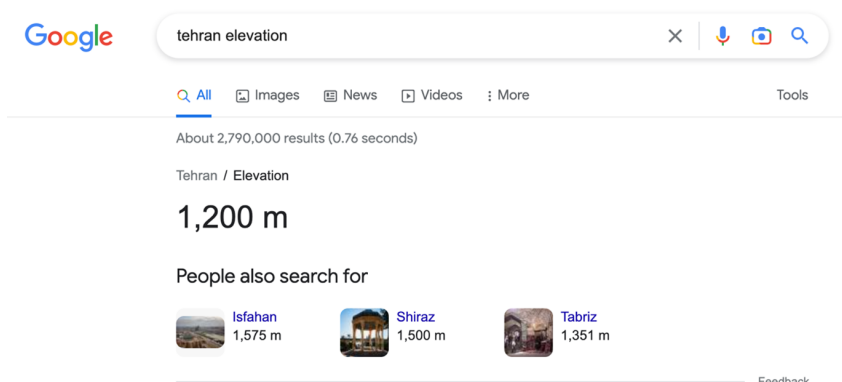 Google
tehran elevation
All Images News Videos More Tools
About 2,790,000 results (0.76 seconds)
Tehran / Elevation
1,200 m
People also search for
Isfahan
1,575 m
Shiraz
1,500 m
Tabriz
1,351 m
Feedback